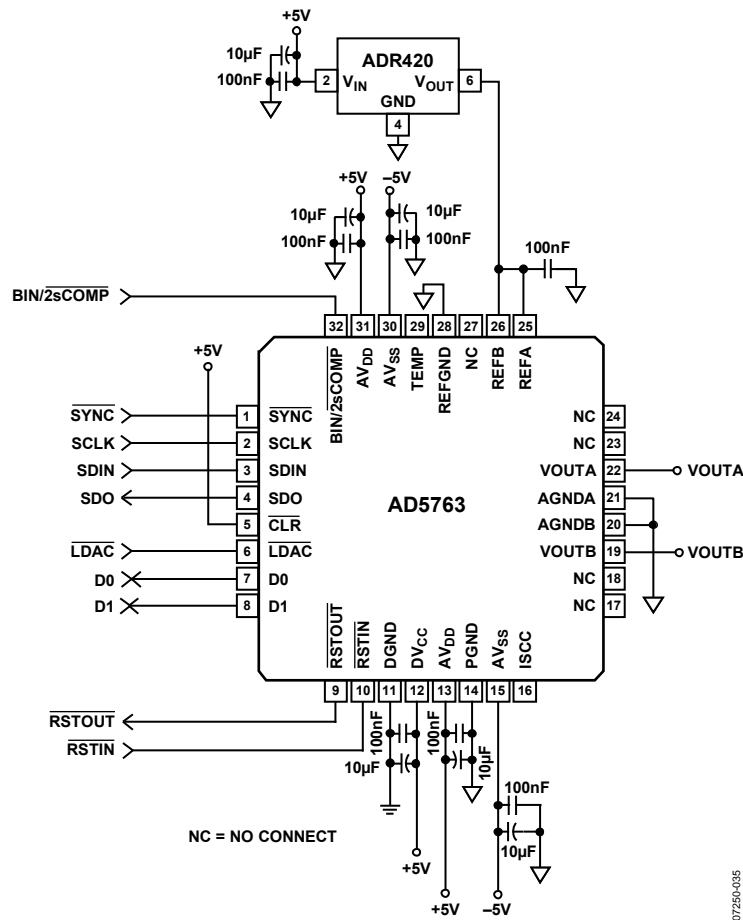 +5V
10µF
100nF
ADR420
2
VIN
VOUT
6
GND
4
+5V
–5V
10µF
100nF
10µF
100nF
100nF
BIN/2sCOMP
32
31
30
29
28
27
26
25
BIN/2sCOMP
AVDD
AVSS
TEMP
REFGND
NC
REFB
REFA
+5V
SYNC
1
SYNC
SCLK
2
SCLK
SDIN
3
SDIN
SDO
4
SDO
5
CLR
LDAC
6
LDAC
D0
7
D0
D1
8
D1
AD5763
NC
24
NC
23
VOUTA
22
VOUTA
AGNDA
21
AGNDB
20
VOUTB
19
VOUTB
NC
18
NC
17
RSTOUT
RSTIN
DGND
DVCC
AVDD
PGND
AVSS
ISCC
9
10
11
12
13
14
15
16
RSTOUT
RSTIN
100nF
10µF
100nF
10µF
100nF
10µF
NC = NO CONNECT
+5V
+5V
–5V
07250-035